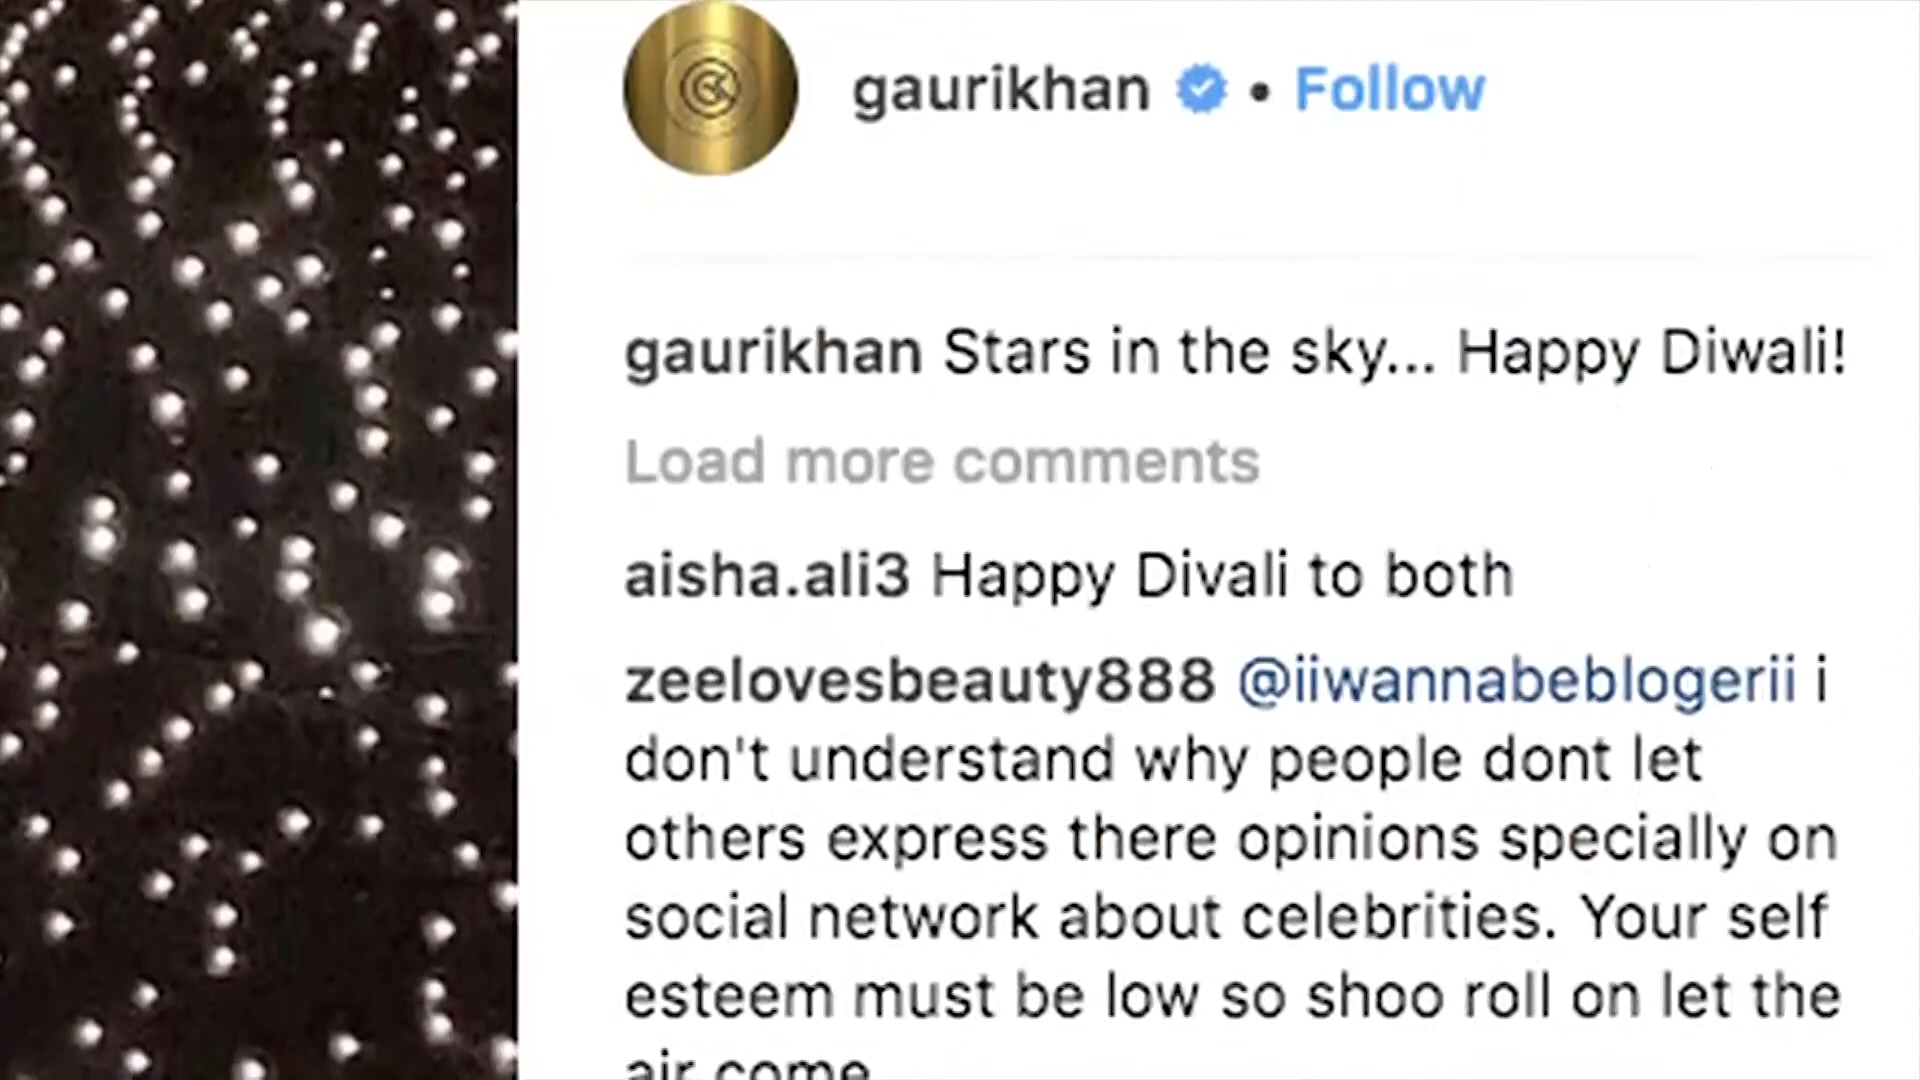 gaurikhan • Follow
gaurikhan Stars in the sky... Happy Diwali!
Load more comments
aisha.ali3 Happy Divali to both
zeelovesbeauty888 @iiwannabeblogerii i
don't understand why people dont let
others express there opinions specially on
social network about celebrities. Your self
esteem must be low so shoo roll on let the
air come